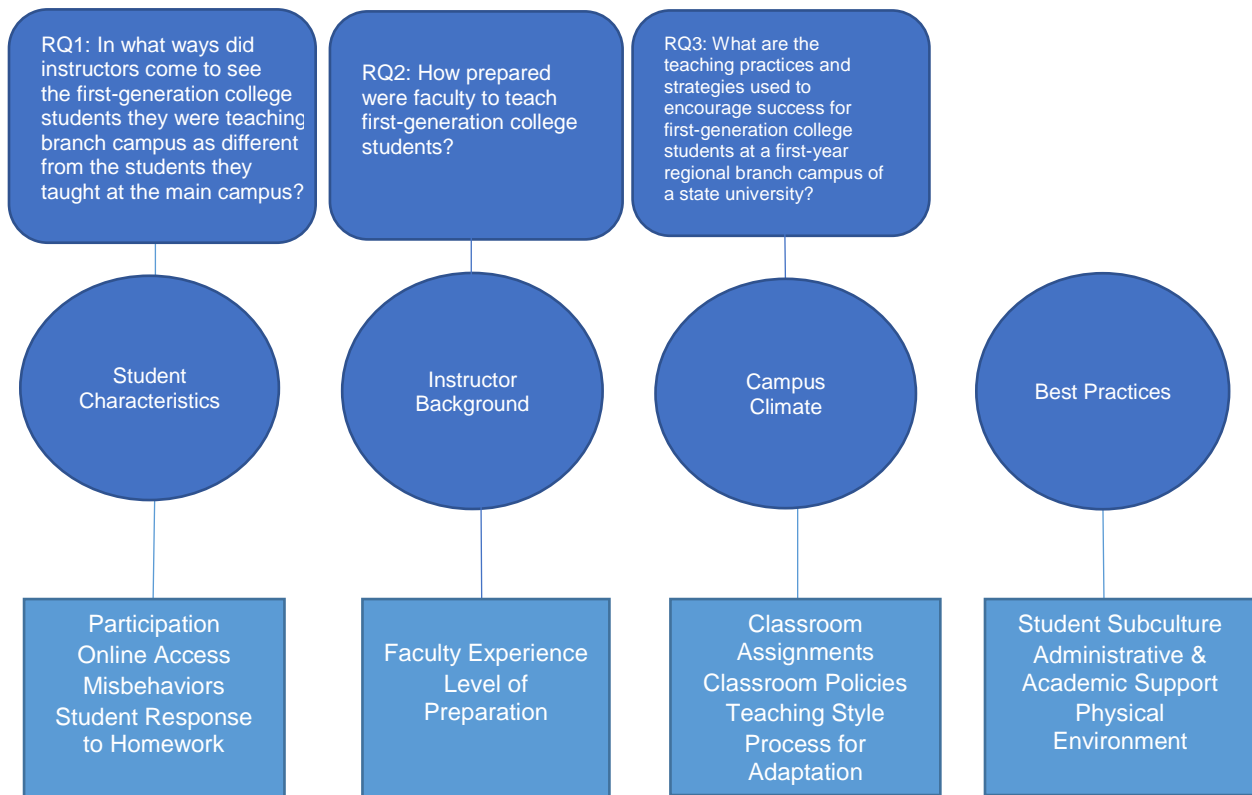 RQ1: In what ways did
instructors come to see
the first-generation college
students they were teaching
branch campus as different
from the students they
taught at the main campus?
RQ2: How prepared
were faculty to teach
first-generation college
students?
RQ3: What are the
teaching practices and
strategies used to
encourage success for
first-generation college
students at a first-year
regional branch campus of
a state university?
Student
Characteristics
Instructor
Background
Campus
Climate
Best Practices
Participation
Online Access
Misbehaviors
Student Response
to Homework
Faculty Experience
Level of
Preparation
Classroom
Assignments
Classroom Policies
Teaching Style
Process for
Adaptation
Student Subculture
Administrative &
Academic Support
Physical
Environment